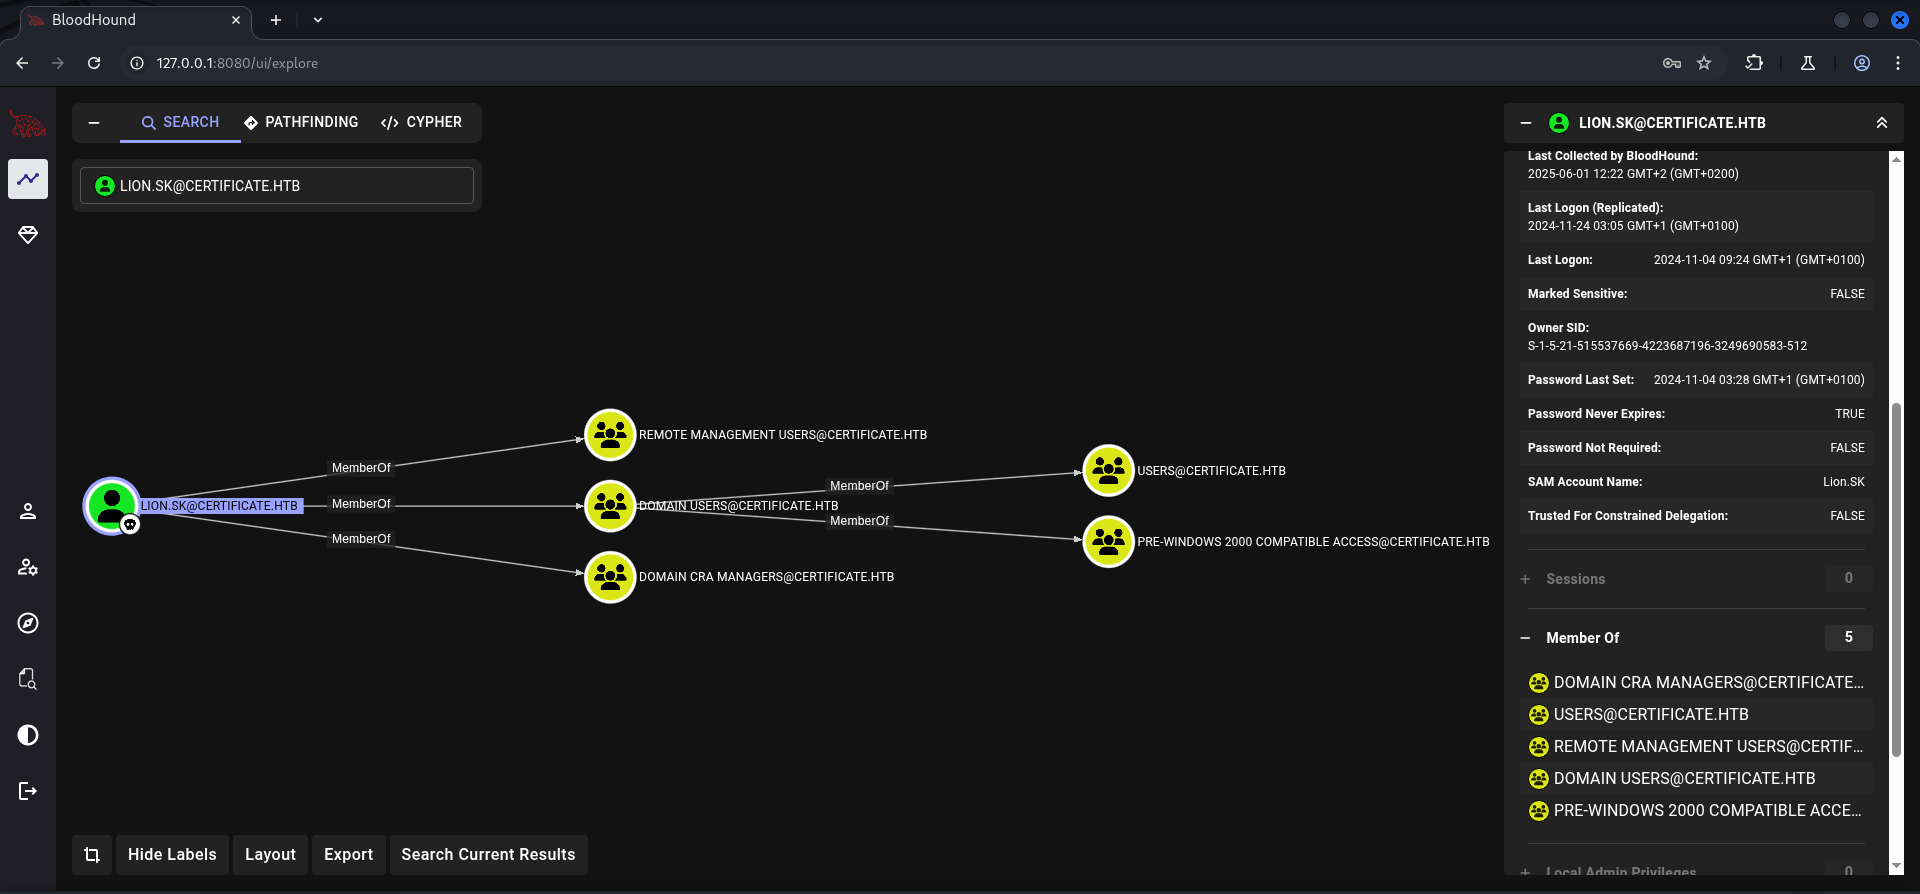 BloodHound
127.0.0.1:8080/ui/explore
SEARCH
PATHFINDING
CYPHER
LION.SK@CERTIFICATE.HTB
LION.SK@CERTIFICATE.HTB
MemberOf
MemberOf
MemberOf
REMOTE MANAGEMENT USERS@CERTIFICATE.HTB
DOMAIN USERS@CERTIFICATE.HTB
DOMAIN CRA MANAGERS@CERTIFICATE.HTB
MemberOf
MemberOf
USERS@CERTIFICATE.HTB
PRE-WINDOWS 2000 COMPATIBLE ACCESS@CERTIFICATE.HTB
Hide Labels
Layout
Export
Search Current Results
LION.SK@CERTIFICATE.HTB
Last Collected by BloodHound:
2025-06-01 12:22 GMT+2 (GMT+0200)
Last Logon (Replicated):
2024-11-24 03:05 GMT+1 (GMT+0100)
Last Logon: 2024-11-04 09:24 GMT+1 (GMT+0100)
Marked Sensitive: FALSE
Owner SID:
S-1-5-21-515537669-4223687196-3249690583-512
Password Last Set: 2024-11-04 03:28 GMT+1 (GMT+0100)
Password Never Expires: TRUE
Password Not Required: FALSE
SAM Account Name: Lion.SK
Trusted For Constrained Delegation: FALSE
Sessions 0
Member Of 5
DOMAIN CRA MANAGERS@CERTIFICATE...
USERS@CERTIFICATE.HTB
REMOTE MANAGEMENT USERS@CERTIF...
DOMAIN USERS@CERTIFICATE.HTB
PRE-WINDOWS 2000 COMPATIBLE ACCE...
Local Admin Privileges 0